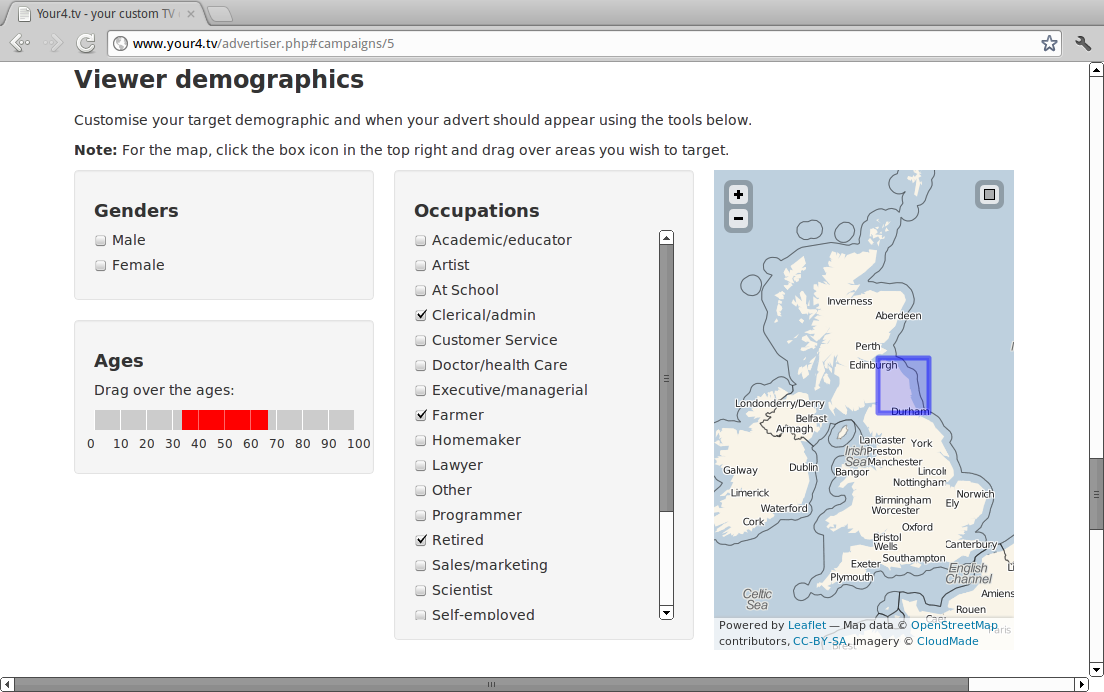 Your4.tv - your custom TV
www.your4.tv/advertiser.php#campaigns/5
Viewer demographics
Customise your target demographic and when your advert should appear using the tools below.
Note: For the map, click the box icon in the top right and drag over areas you wish to target.
Genders
Male
Female
Ages
Drag over the ages:
0 10 20 30 40 50 60 70 80 90 100
Occupations
Academic/educator
Artist
At School
Clerical/admin
Customer Service
Doctor/health Care
Executive/managerial
Farmer
Homemaker
Lawyer
Other
Programmer
Retired
Sales/marketing
Scientist
Self-employed
+
−
Inverness
Aberdeen
Perth
Edinburgh
Londonderry/Derry
Durham
Belfast
Armagh
Lancaster York
Irish Preston
Sea Manchester
Galway Dublin Bangor Lincoln
Nottingham
Limerick Norwich
Birmingham Ely
Waterford Worcester
Cork Oxford
Bristol
Wells Canterbury
Southampton
Exeter English
Plymouth Channel
Celtic Amiens
Sea
Rouen
Powered by Leaflet — Map data © OpenStreetMap
contributors, CC-BY-SA, Imagery © CloudMade
Paris
Brest